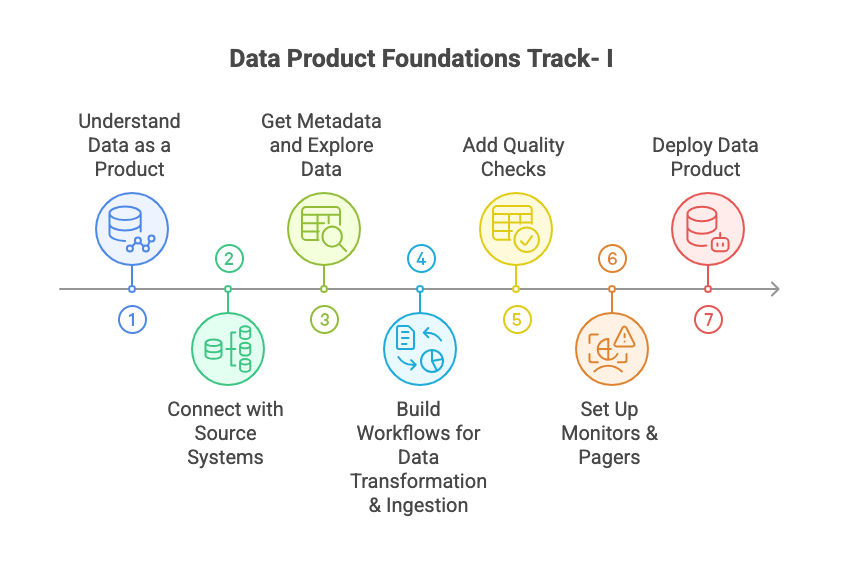 Data Product Foundations Track- I
Understand
Data as a
Product
1
2
Connect with
Source
Systems
Get Metadata
and Explore
Data
3
4
Build
Workflows for
Data
Transformation
& Ingestion
Add Quality
Checks
5
6
Set Up
Monitors &
Pagers
Deploy Data
Product
7